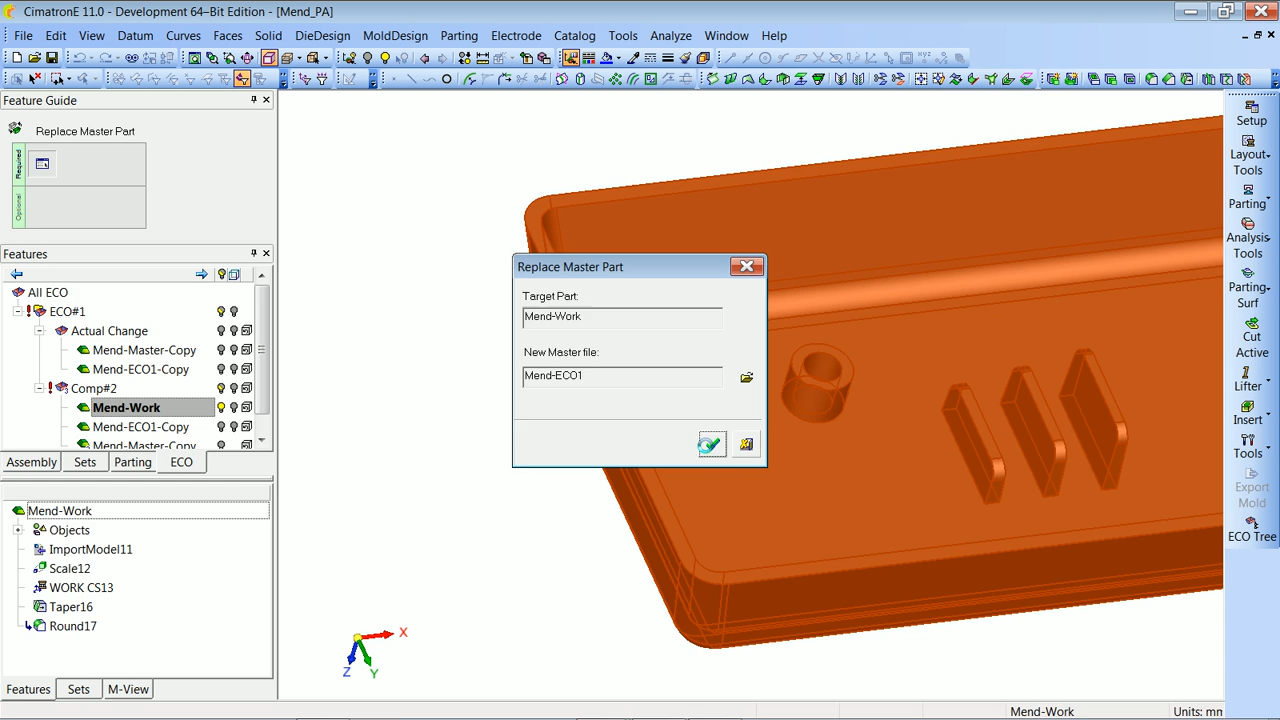 CimatronE 11.0 - Development 64–Bit Edition - [Mend_PA]
File Edit View Datum Curves Faces Solid DieDesign MoldDesign Parting Electrode Catalog Tools Analyze Window Help
Feature Guide
Replace Master Part
Required
Optional
Features
All ECO
ECO#1
Actual Change
Mend-Master-Copy
Mend-ECO1-Copy
Comp#2
Mend-Work
Mend-ECO1-Copy
Mend-Master-Copy
Assembly Sets Parting ECO
Mend-Work
Objects
ImportModel11
Scale12
WORK CS13
Taper16
Round17
Features Sets M-View
Replace Master Part
Target Part:
Mend-Work
New Master file:
Mend-ECO1
X
Z
Y
Setup
Layout
Tools
Parting
Analysis
Tools
Parting
Surf
Cut
Active
Lifter
Insert
Tools
Export
Mold
ECO Tree
Mend-Work
Units: mm